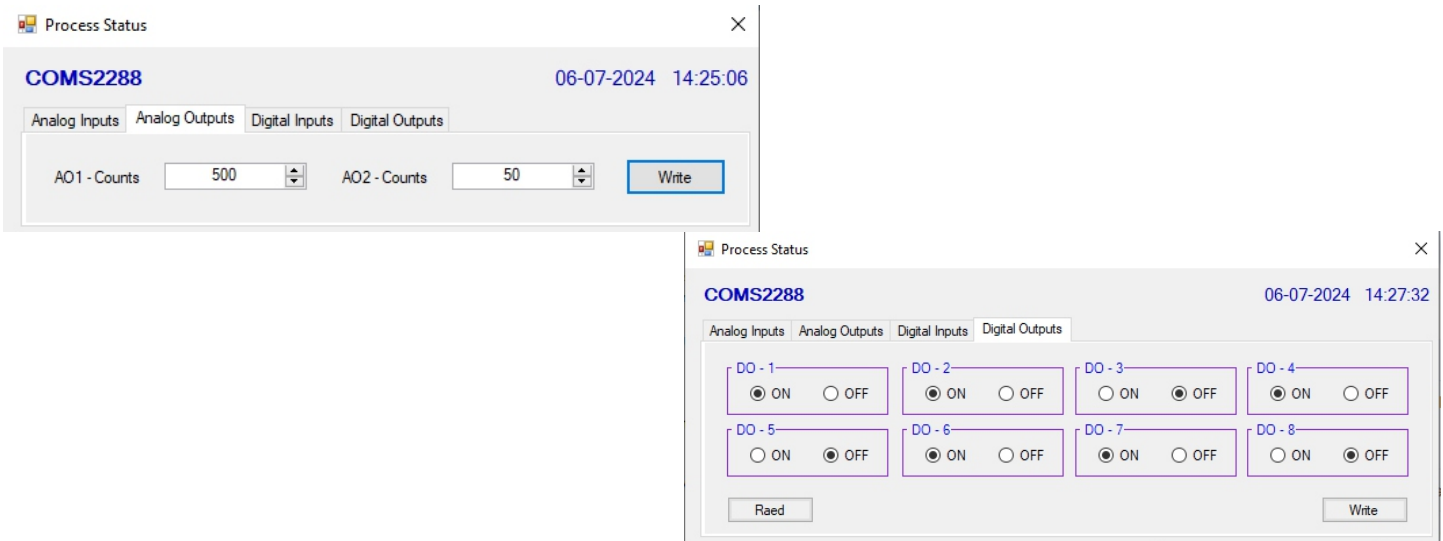 Process Status
COMS2288 06-07-2024 14:25:06
Analog Inputs Analog Outputs Digital Inputs Digital Outputs
AO1 - Counts 500 AO2 - Counts 50 Write
Process Status
COMS2288 06-07-2024 14:27:32
Analog Inputs Analog Outputs Digital Inputs Digital Outputs
DO - 1 DO - 2 DO - 3 DO - 4
ON OFF ON OFF ON OFF ON OFF
DO - 5 DO - 6 DO - 7 DO - 8
ON OFF ON OFF ON OFF ON OFF
Raed Write